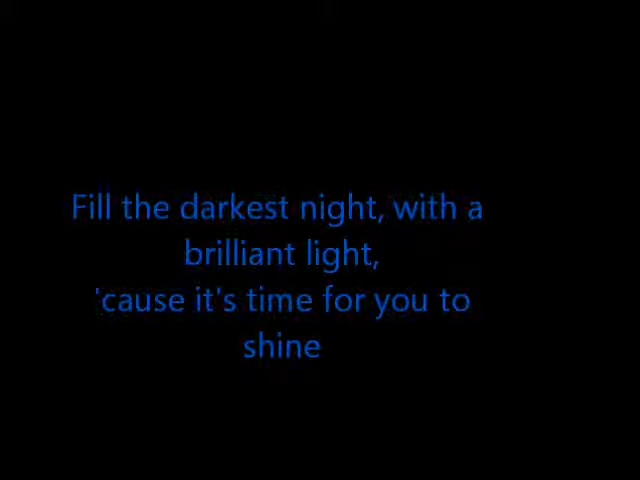 Fill the darkest night, with a
brilliant light,
'cause it's time for you to
shine